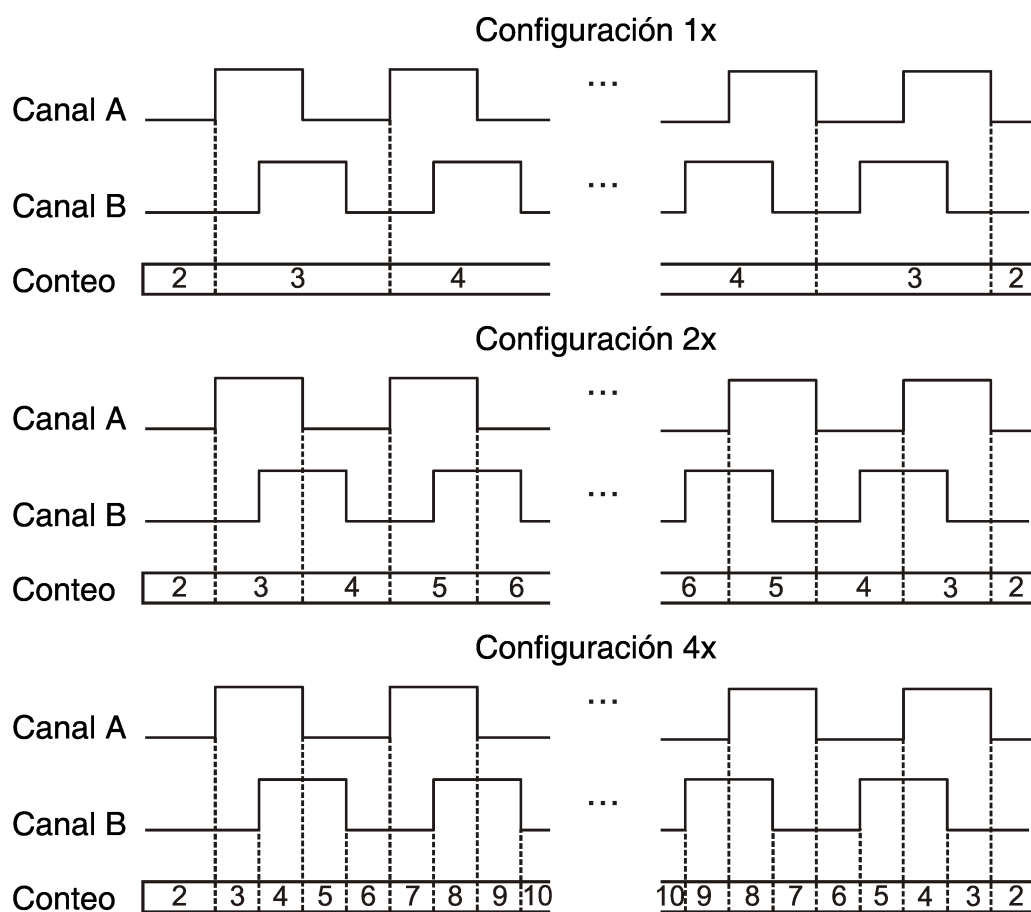 Configuración 1x
Canal A
...
Canal B
...
Conteo 2 3 4 4 3 2
Configuración 2x
Canal A
...
Canal B
...
Conteo 2 3 4 5 6 6 5 4 3 2
Configuración 4x
Canal A
...
Canal B
...
Conteo 2 3 4 5 6 7 8 9 10 10 9 8 7 6 5 4 3 2